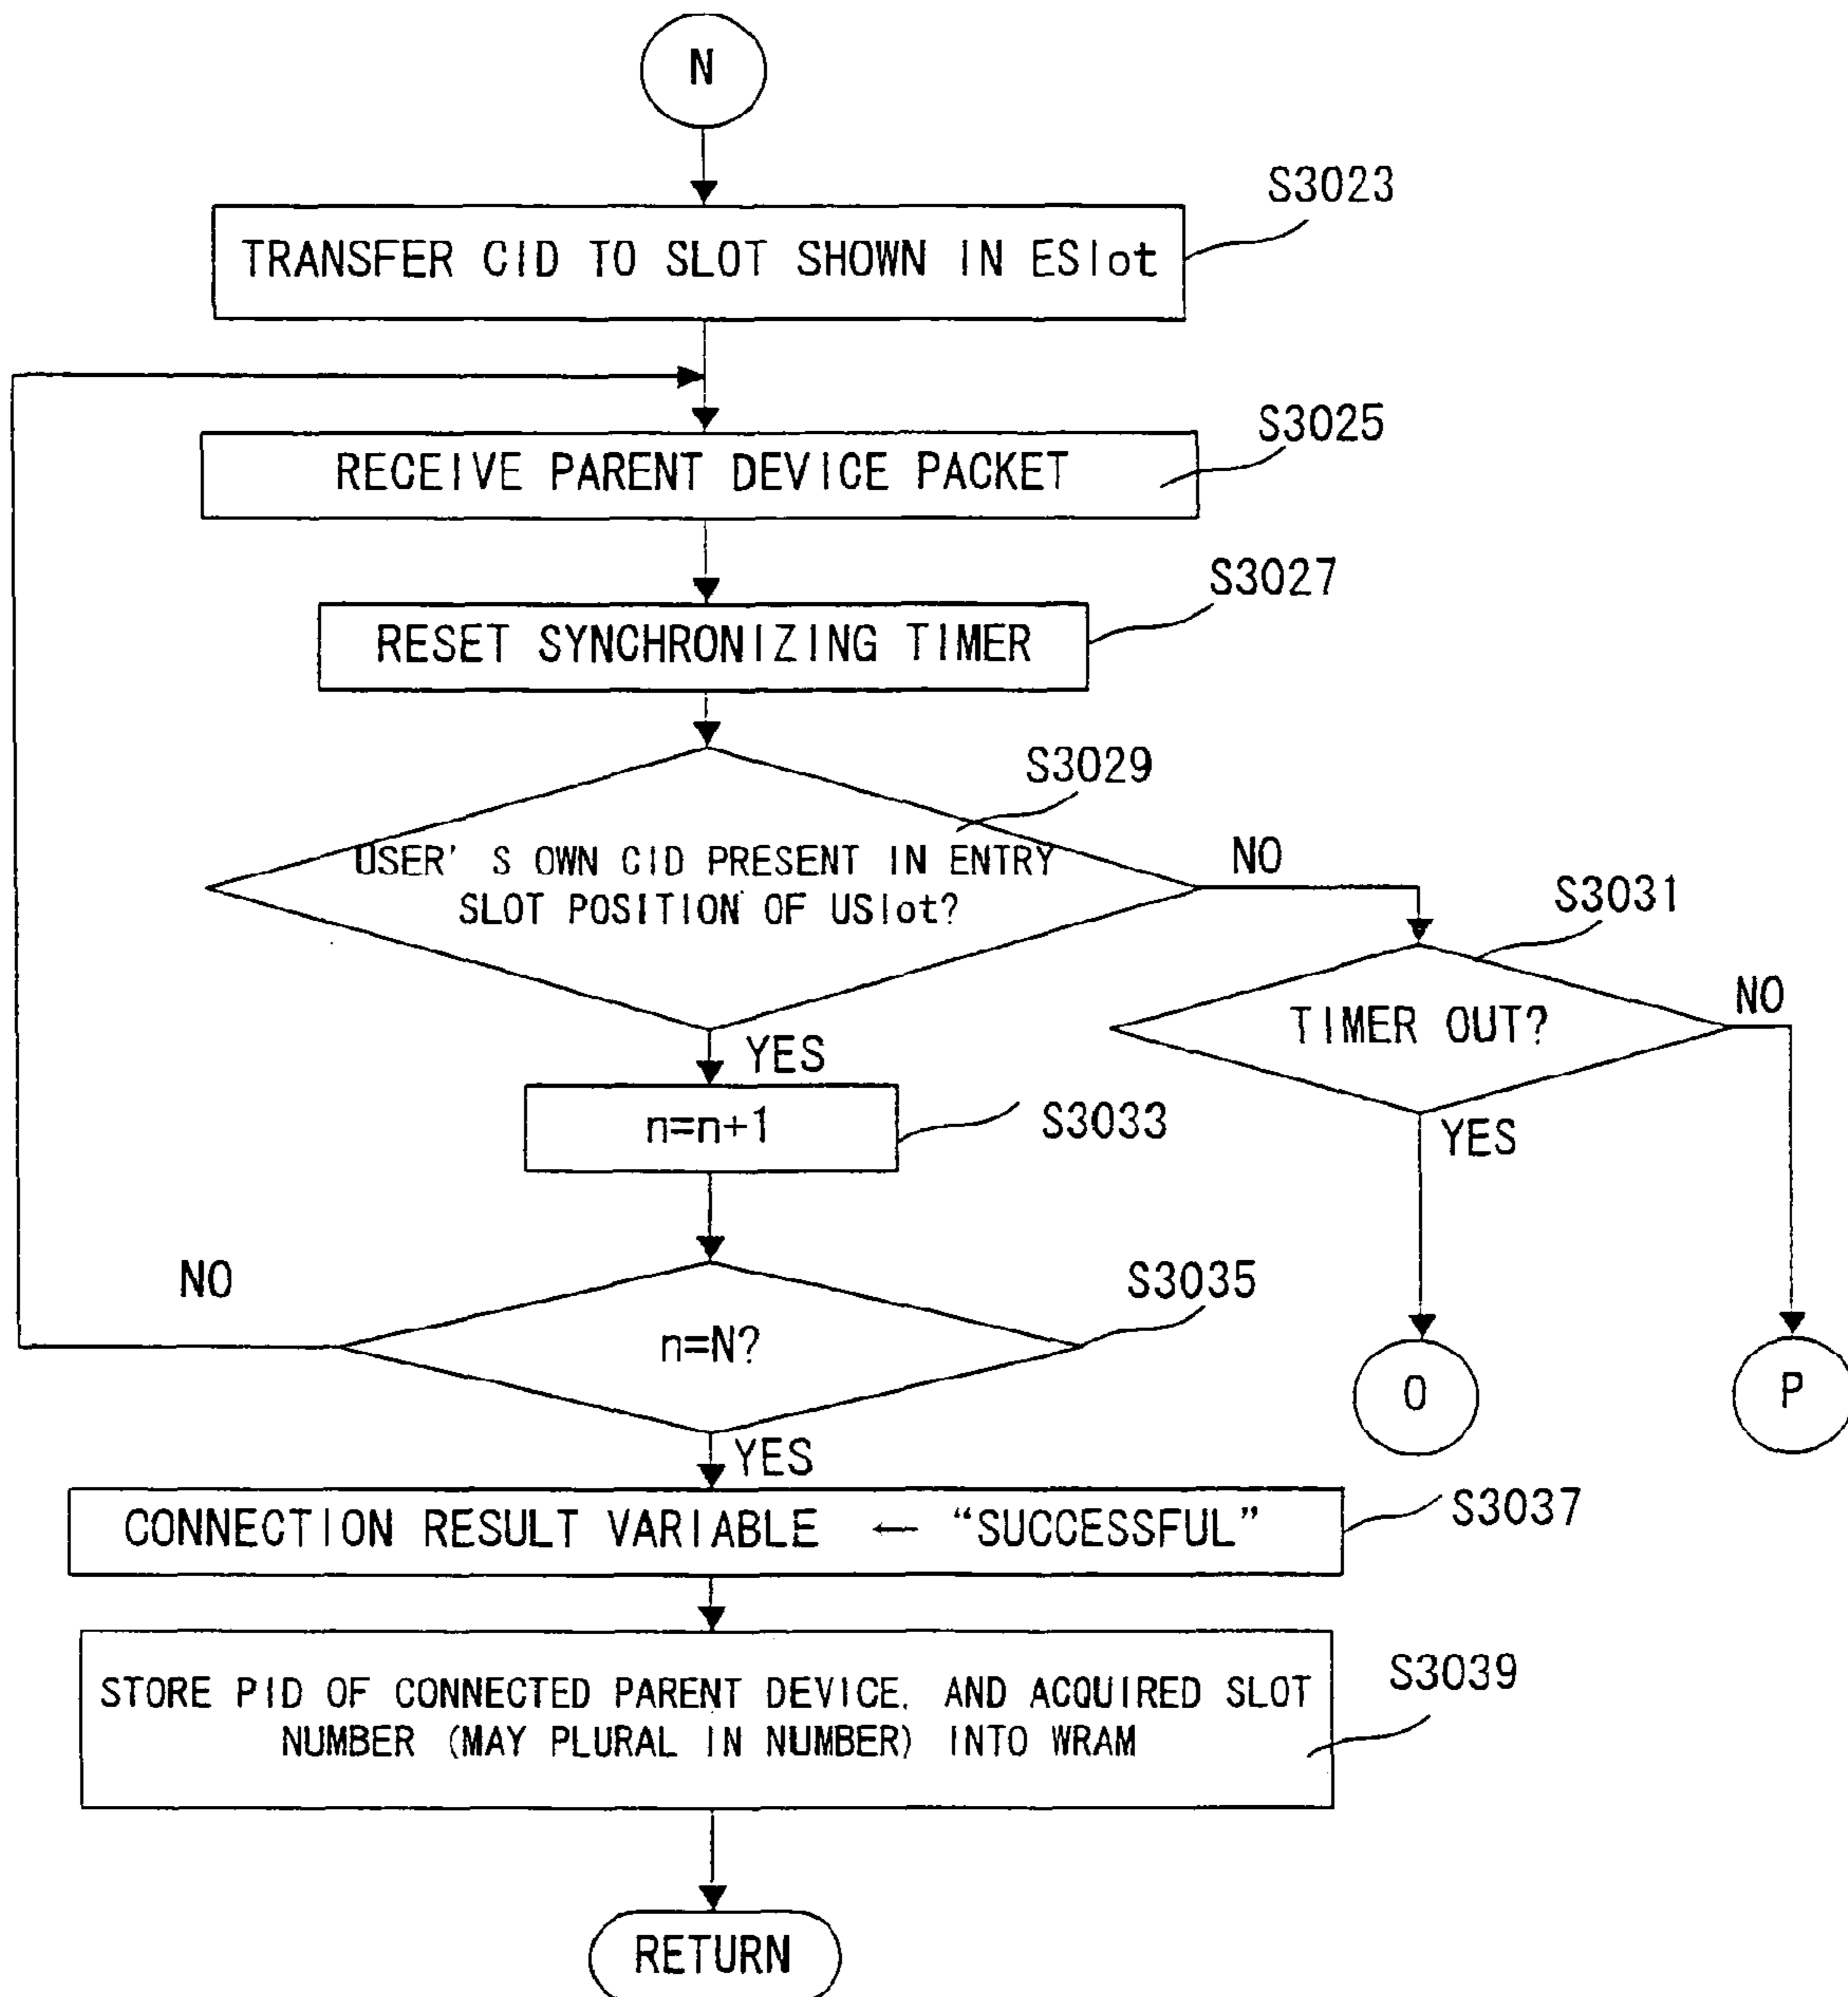 N
S3023
TRANSFER CID TO SLOT SHOWN IN ESlot
S3025
RECEIVE PARENT DEVICE PACKET
S3027
RESET SYNCHRONIZING TIMER
S3029
USER' S OWN CID PRESENT IN ENTRY
SLOT POSITION OF USlot?
NO
S3031
TIMER OUT?
NO
YES
YES
n=n+1
S3033
NO
S3035
n=N?
O
P
YES
CONNECTION RESULT VARIABLE ← “SUCCESSFUL”
S3037
STORE PID OF CONNECTED PARENT DEVICE, AND ACQUIRED SLOT
NUMBER (MAY PLURAL IN NUMBER) INTO WRAM
S3039
RETURN